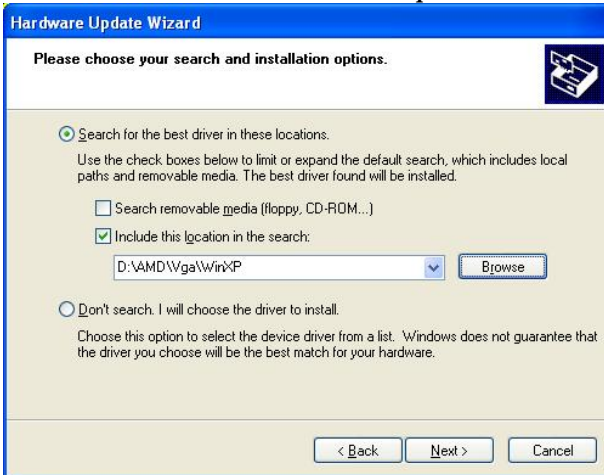 Hardware Update Wizard
Please choose your search and installation options.
Search for the best driver in these locations.
Use the check boxes below to limit or expand the default search, which includes local
paths and removable media. The best driver found will be installed.
Search removable media (floppy, CD-ROM...)
Include this location in the search:
D:\AMD\Vga\WinXP
Browse
Don't search. I will choose the driver to install.
Choose this option to select the device driver from a list. Windows does not guarantee that
the driver you choose will be the best match for your hardware.
< Back Next > Cancel